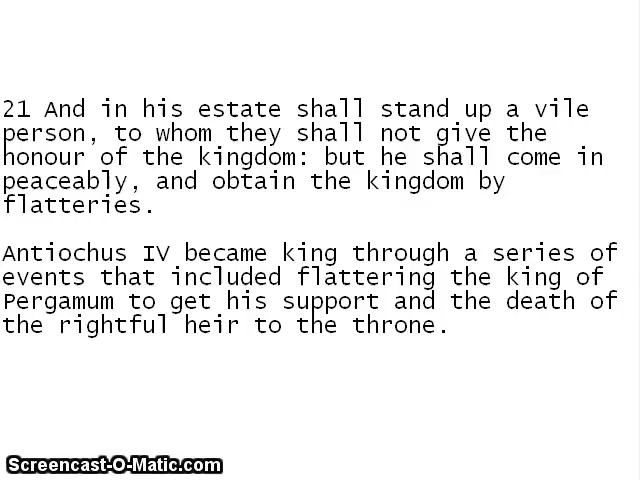 21 And in his estate shall stand up a vile
person, to whom they shall not give the
honour of the kingdom: but he shall come in
peaceably, and obtain the kingdom by
flatteries.
Antiochus IV became king through a series of
events that included flattering the king of
Pergamum to get his support and the death of
the rightful heir to the throne.
Screencast-O-Matic.com